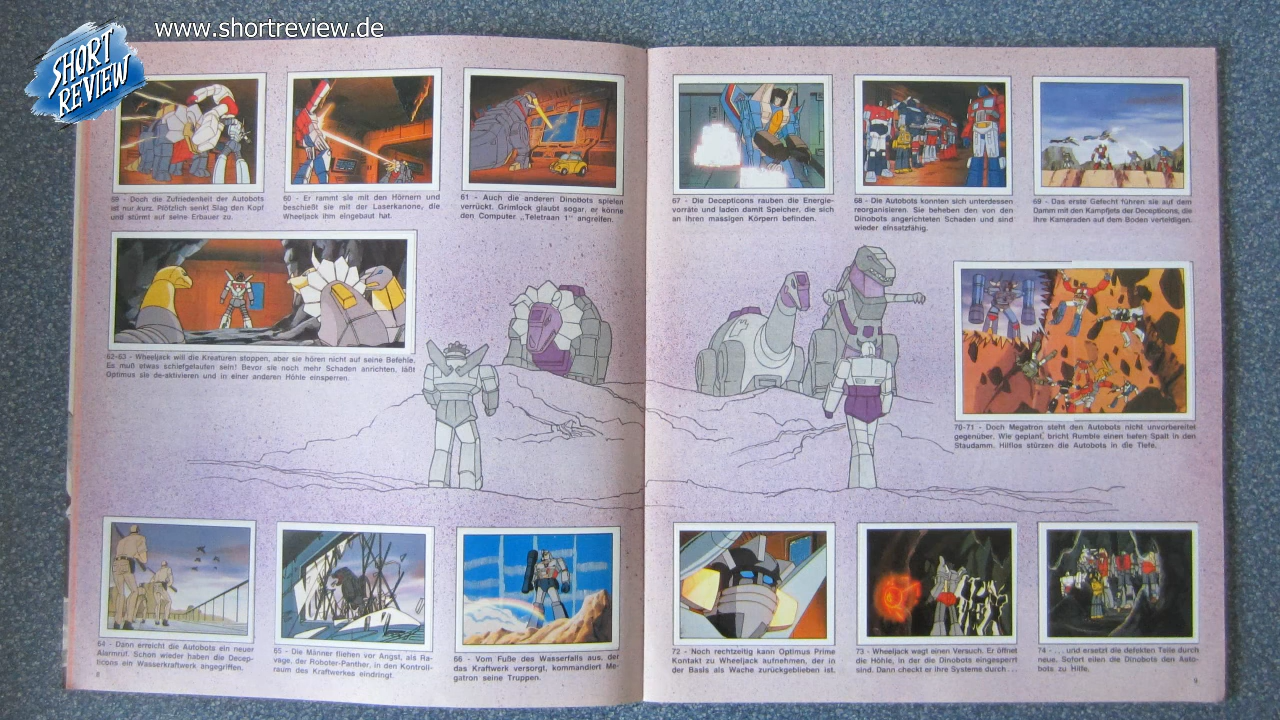 www.shortreview.de
SHORT
REVIEW
59 - Doch die Zufriedenheit der Autobots
ist nur kurz. Plötzlich senkt Slag den Kopf
und stürmt auf seine Erbauer zu.
60 - Er rammt sie mit den Hörnern und
beschießt sie mit der Laserkanone, die
Wheeljack ihm eingebaut hat.
61 - Auch die anderen Dinobots spielen
verrückt. Grimlock glaubt sogar, er könne
den Computer „Teletraan 1" angreifen.
62-63 - Wheeljack will die Kreaturen stoppen, aber sie hören nicht auf seine Befehle.
Es muß etwas schiefgelaufen sein! Bevor sie noch mehr Schaden anrichten, läßt
Optimus sie de-aktivieren und in einer anderen Höhle einsperren.
64 - Dann erreicht die Autobots ein neuer
Alarmruf. Schon wieder haben die Decep-
ticons ein Wasserkraftwerk angegriffen.
65 - Die Männer fliehen vor Angst, als Ra-
vage, der Roboter-Panther, in den Kontroll-
raum des Kraftwerkes eindringt.
66 - Vom Fuße des Wasserfalls aus, der
das Kraftwerk versorgt, kommandiert Me-
gatron seine Truppen.
8
67 - Die Decepticons rauben die Energie-
vorräte und laden damit Speicher, die sich
an ihren massigen Körpern befinden.
68 - Die Autobots konnten sich unterdessen
reorganisieren. Sie beheben den von den
Dinobots angerichteten Schaden und sind
wieder einsatzfähig.
69 - Das erste Gefecht führen sie auf dem
Damm mit den Kampfjets der Decepticons, die
ihre Kameraden auf dem Boden verteidigen.
70-71 - Doch Megatron steht den Autobots nicht unvorbereitet
gegenüber. Wie geplant, bricht Rumble einen tiefen Spalt in den
Staudamm. Hilflos stürzen die Autobots in die Tiefe.
72 - Noch rechtzeitig kann Optimus Prime
Kontakt zu Wheeljack aufnehmen, der in
der Basis als Wache zurückgeblieben ist.
73 - Wheeljack wagt einen Versuch. Er öffnet
die Höhle, in der die Dinobots eingesperrt
sind. Dann checkt er ihre Systems durch...
74 - ...und ersetzt die defekten Teile durch
neue. Sofort eilen die Dinobots den Auto-
bots zu Hilfe.
9